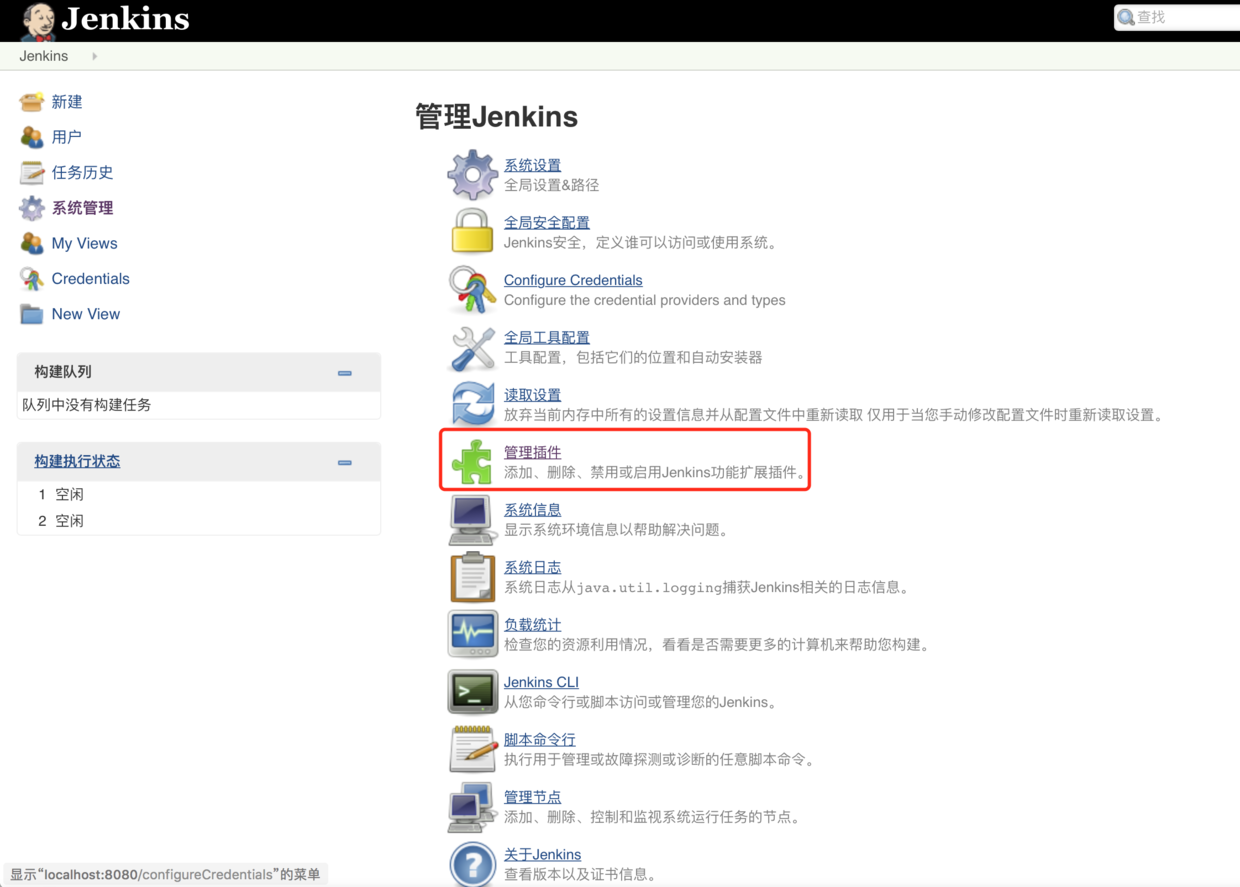 Jenkins
查找
Jenkins
新建
用户
任务历史
系统管理
My Views
Credentials
New View
构建队列
队列中没有构建任务
构建执行状态
1 空闲
2 空闲
管理Jenkins
系统设置
全局设置&路径
全局安全配置
Jenkins安全，定义谁可以访问或使用系统。
Configure Credentials
Configure the credential providers and types
全局工具配置
工具配置，包括它们的位置和自动安装器
读取设置
放弃当前内存中所有的设置信息并从配置文件中重新读取 仅用于当您手动修改配置文件时重新读取设置。
管理插件
添加、删除、禁用或启用Jenkins功能扩展插件。
系统信息
显示系统环境信息以帮助解决问题。
系统日志
系统日志从java.util.logging捕获Jenkins相关的日志信息。
负载统计
检查您的资源利用情况，看看是否需要更多的计算机来帮助您构建。
Jenkins CLI
从您命令行或脚本访问或管理您的Jenkins。
脚本命令行
执行用于管理或故障探测或诊断的任意脚本命令。
管理节点
添加、删除、控制和监视系统运行任务的节点。
关于Jenkins
查看版本以及证书信息。
显示“localhost:8080/configureCredentials”的菜单